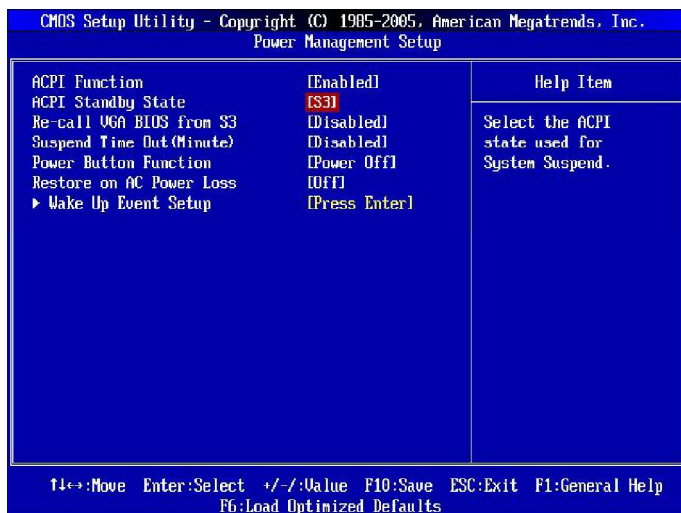 CMOS Setup Utility - Copyright (C) 1985-2005, American Megatrends, Inc.
Power Management Setup
ACPI Function [Enabled]
ACPI Standby State [S3]
Re-call VGA BIOS from S3 [Disabled]
Suspend Time Out(Minute) [Disabled]
Power Button Function [Power Off]
Restore on AC Power Loss [Off]
▶ Wake Up Event Setup [Press Enter]
Help Item
Select the ACPI
state used for
System Suspend.
↑↓↔:Move Enter:Select +/-/:Value F10:Save ESC:Exit F1:General Help
F6:Load Optimized Defaults